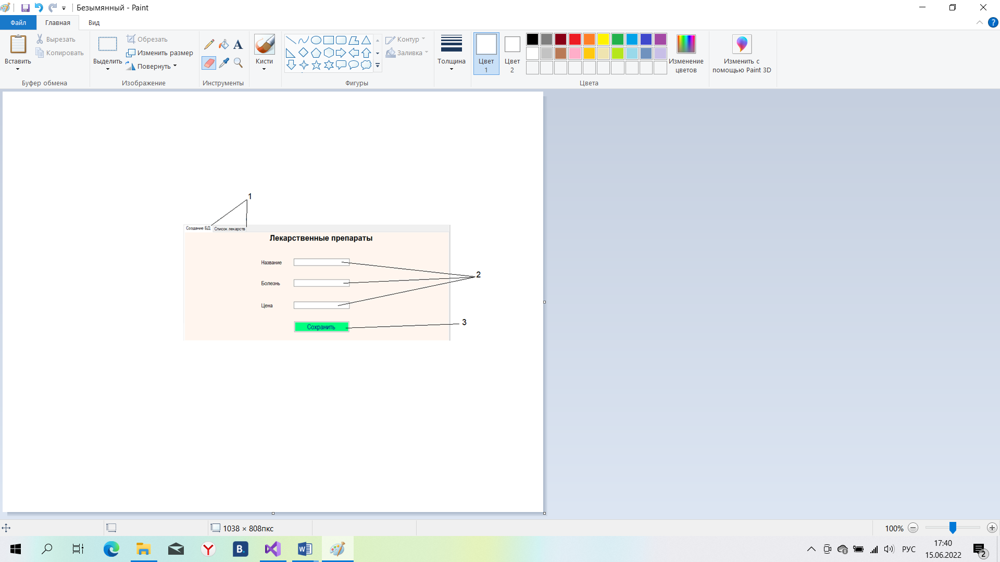 Безымянный - Paint
Файл Главная Вид
Вставить
Вырезать
Копировать
Буфер обмена
Выделить
Обрезать
Изменить размер
Повернуть
Изображение
A
Инструменты
Кисти
Контур
Заливка
Фигуры
Толщина
Цвет 1
Цвет 2
Изменение цветов
Цвета
Изменить с помощью Paint 3D
1
Создание БД Список лекарств
Лекарственные препараты
Название
2
Болезнь
Цена
Сохранить
3
1038 × 808пкс
100%
B.
W
РУС
17:40
15.06.2022
2